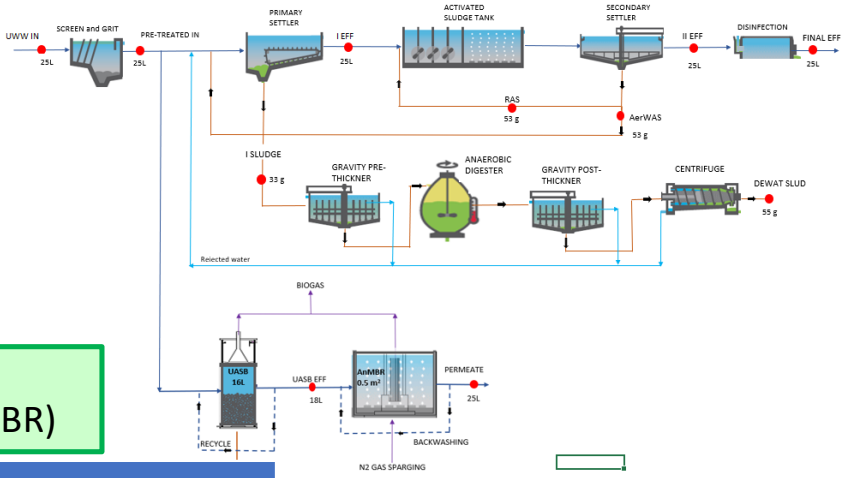 UWW IN
25L
SCREEN and GRIT
PRE-TREATED IN
25L
PRIMARY
SETTLER
I EFF
25L
ACTIVATED
SLUDGE TANK
SECONDARY
SETTLER
II EFF
25L
DISINFECTION
FINAL EFF
25L
RAS
53 g
AerWAS
53 g
I SLUDGE
33 g
GRAVITY PRE-
THICKNER
ANAEROBIC
DIGESTER
GRAVITY POST-
THICKNER
CENTRIFUGE
DEWAT SLUD
55 g
Rejected water
BIOGAS
UASB
16L
UASB EFF
18L
AnMBR
0.5 m²
PERMEATE
25L
RECYCLE
BACKWASHING
N2 GAS SPARGING
BR)